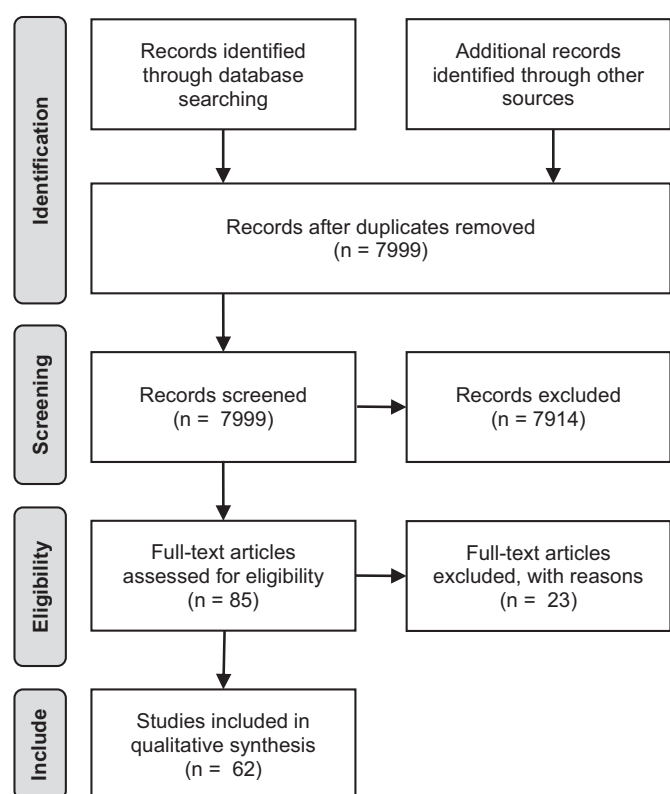 Identification
Records identified
through database
searching
Additional records
identified through other
sources
Records after duplicates removed
(n = 7999)
Screening
Records screened
(n =  7999)
Records excluded
(n = 7914)
Eligibility
Full-text articles
assessed for eligibility
(n = 85)
Full-text articles
excluded, with reasons
(n =  23)
Include
Studies included in
qualitative synthesis
(n =  62)